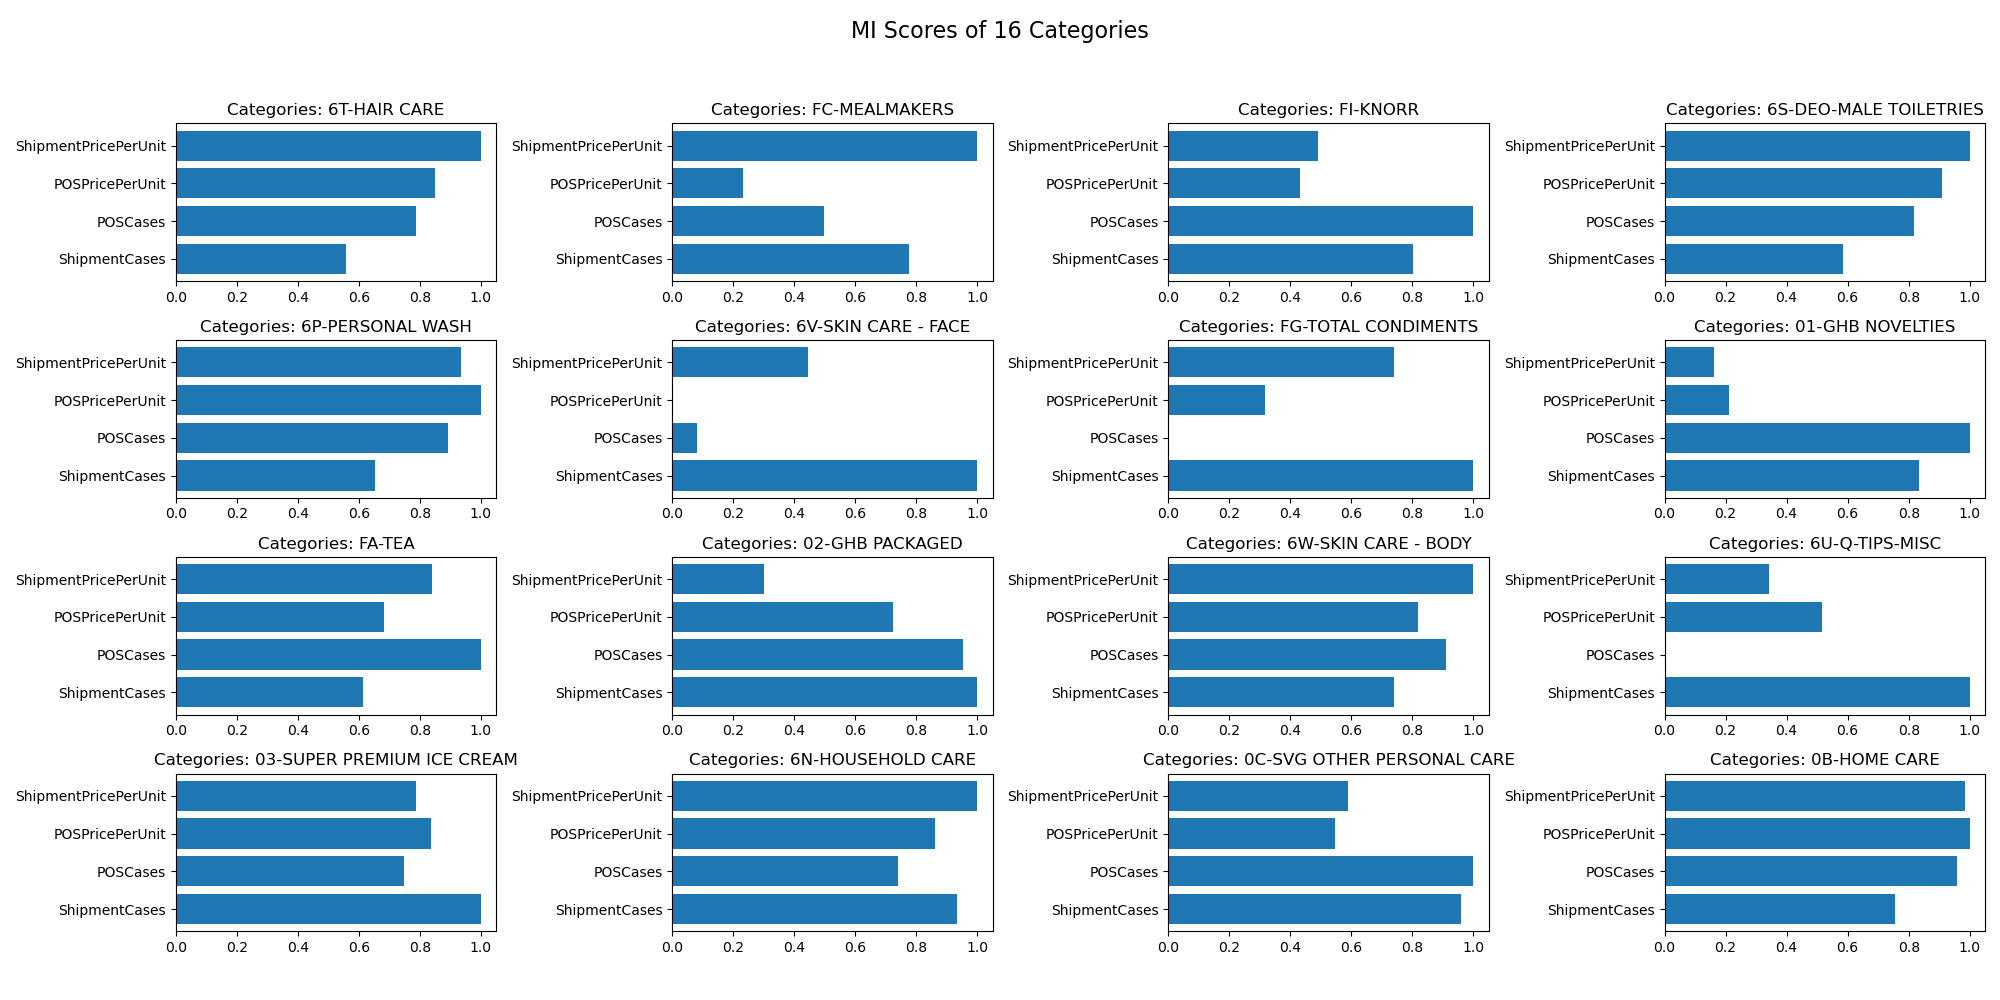 MI Scores of 16 Categories
Categories: 6T-HAIR CARE
ShipmentPricePerUnit
POSPricePerUnit
POSCases
ShipmentCases
0.0 0.2 0.4 0.6 0.8 1.0
Categories: FC-MEALMAKERS
ShipmentPricePerUnit
POSPricePerUnit
POSCases
ShipmentCases
0.0 0.2 0.4 0.6 0.8 1.0
Categories: FI-KNORR
ShipmentPricePerUnit
POSPricePerUnit
POSCases
ShipmentCases
0.0 0.2 0.4 0.6 0.8 1.0
Categories: 6S-DEO-MALE TOILETRIES
ShipmentPricePerUnit
POSPricePerUnit
POSCases
ShipmentCases
0.0 0.2 0.4 0.6 0.8 1.0
Categories: 6P-PERSONAL WASH
ShipmentPricePerUnit
POSPricePerUnit
POSCases
ShipmentCases
0.0 0.2 0.4 0.6 0.8 1.0
Categories: 6V-SKIN CARE - FACE
ShipmentPricePerUnit
POSPricePerUnit
POSCases
ShipmentCases
0.0 0.2 0.4 0.6 0.8 1.0
Categories: FG-TOTAL CONDIMENTS
ShipmentPricePerUnit
POSPricePerUnit
POSCases
ShipmentCases
0.0 0.2 0.4 0.6 0.8 1.0
Categories: 01-GHB NOVELTIES
ShipmentPricePerUnit
POSPricePerUnit
POSCases
ShipmentCases
0.0 0.2 0.4 0.6 0.8 1.0
Categories: FA-TEA
ShipmentPricePerUnit
POSPricePerUnit
POSCases
ShipmentCases
0.0 0.2 0.4 0.6 0.8 1.0
Categories: 02-GHB PACKAGED
ShipmentPricePerUnit
POSPricePerUnit
POSCases
ShipmentCases
0.0 0.2 0.4 0.6 0.8 1.0
Categories: 6W-SKIN CARE - BODY
ShipmentPricePerUnit
POSPricePerUnit
POSCases
ShipmentCases
0.0 0.2 0.4 0.6 0.8 1.0
Categories: 6U-Q-TIPS-MISC
ShipmentPricePerUnit
POSPricePerUnit
POSCases
ShipmentCases
0.0 0.2 0.4 0.6 0.8 1.0
Categories: 03-SUPER PREMIUM ICE CREAM
ShipmentPricePerUnit
POSPricePerUnit
POSCases
ShipmentCases
0.0 0.2 0.4 0.6 0.8 1.0
Categories: 6N-HOUSEHOLD CARE
ShipmentPricePerUnit
POSPricePerUnit
POSCases
ShipmentCases
0.0 0.2 0.4 0.6 0.8 1.0
Categories: 0C-SVG OTHER PERSONAL CARE
ShipmentPricePerUnit
POSPricePerUnit
POSCases
ShipmentCases
0.0 0.2 0.4 0.6 0.8 1.0
Categories: 0B-HOME CARE
ShipmentPricePerUnit
POSPricePerUnit
POSCases
ShipmentCases
0.0 0.2 0.4 0.6 0.8 1.0